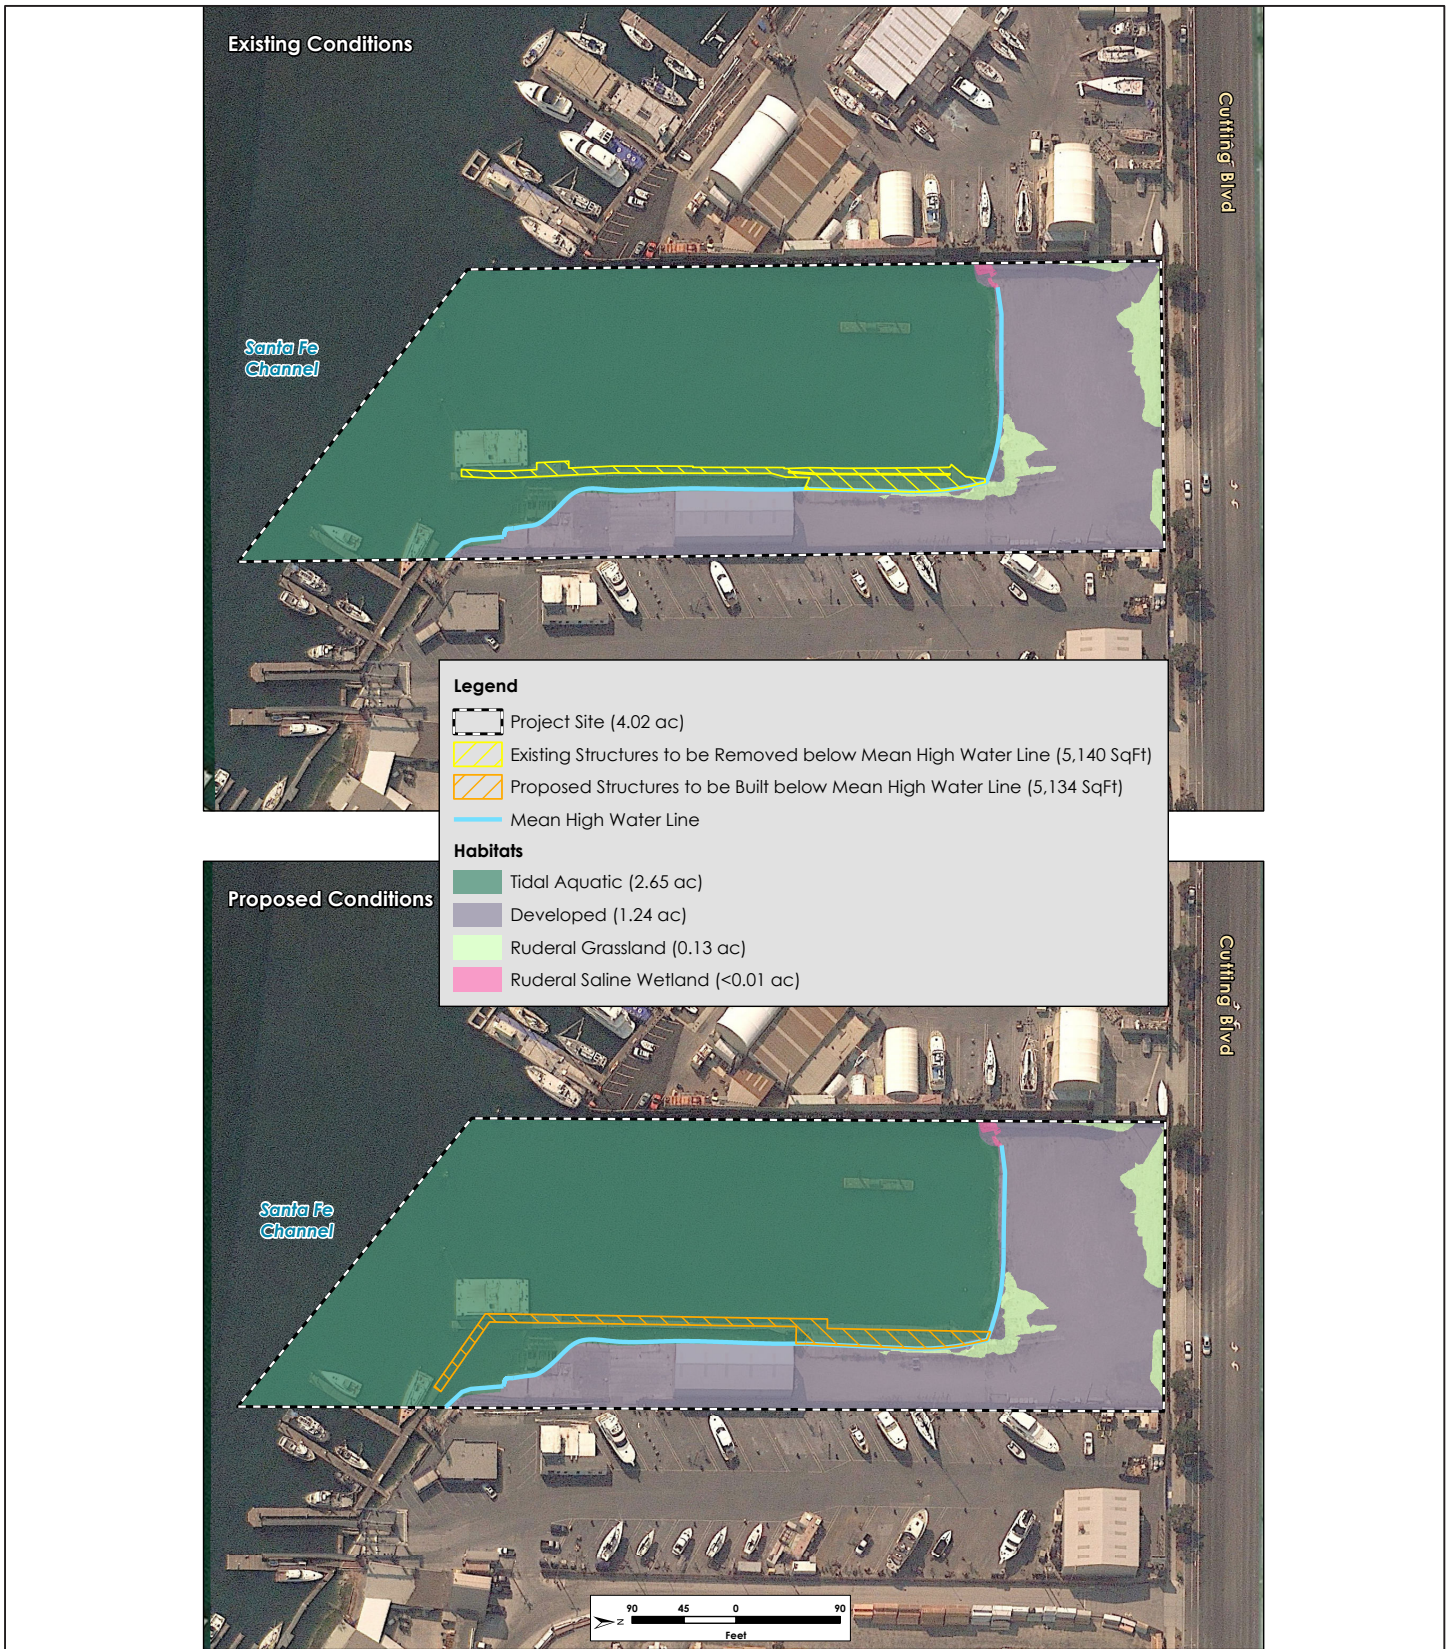 Existing Conditions
Cutting Blvd
Santa Fe
Channel
Legend
Project Site (4.02 ac)
Existing Structures to be Removed below Mean High Water Line (5,140 SqFt)
Proposed Structures to be Built below Mean High Water Line (5,134 SqFt)
Mean High Water Line
Habitats
Tidal Aquatic (2.65 ac)
Developed (1.24 ac)
Ruderal Grassland (0.13 ac)
Ruderal Saline Wetland (<0.01 ac)
Proposed Conditions
Cutting Blvd
Santa Fe
Channel
N
90 45 0 90
Feet